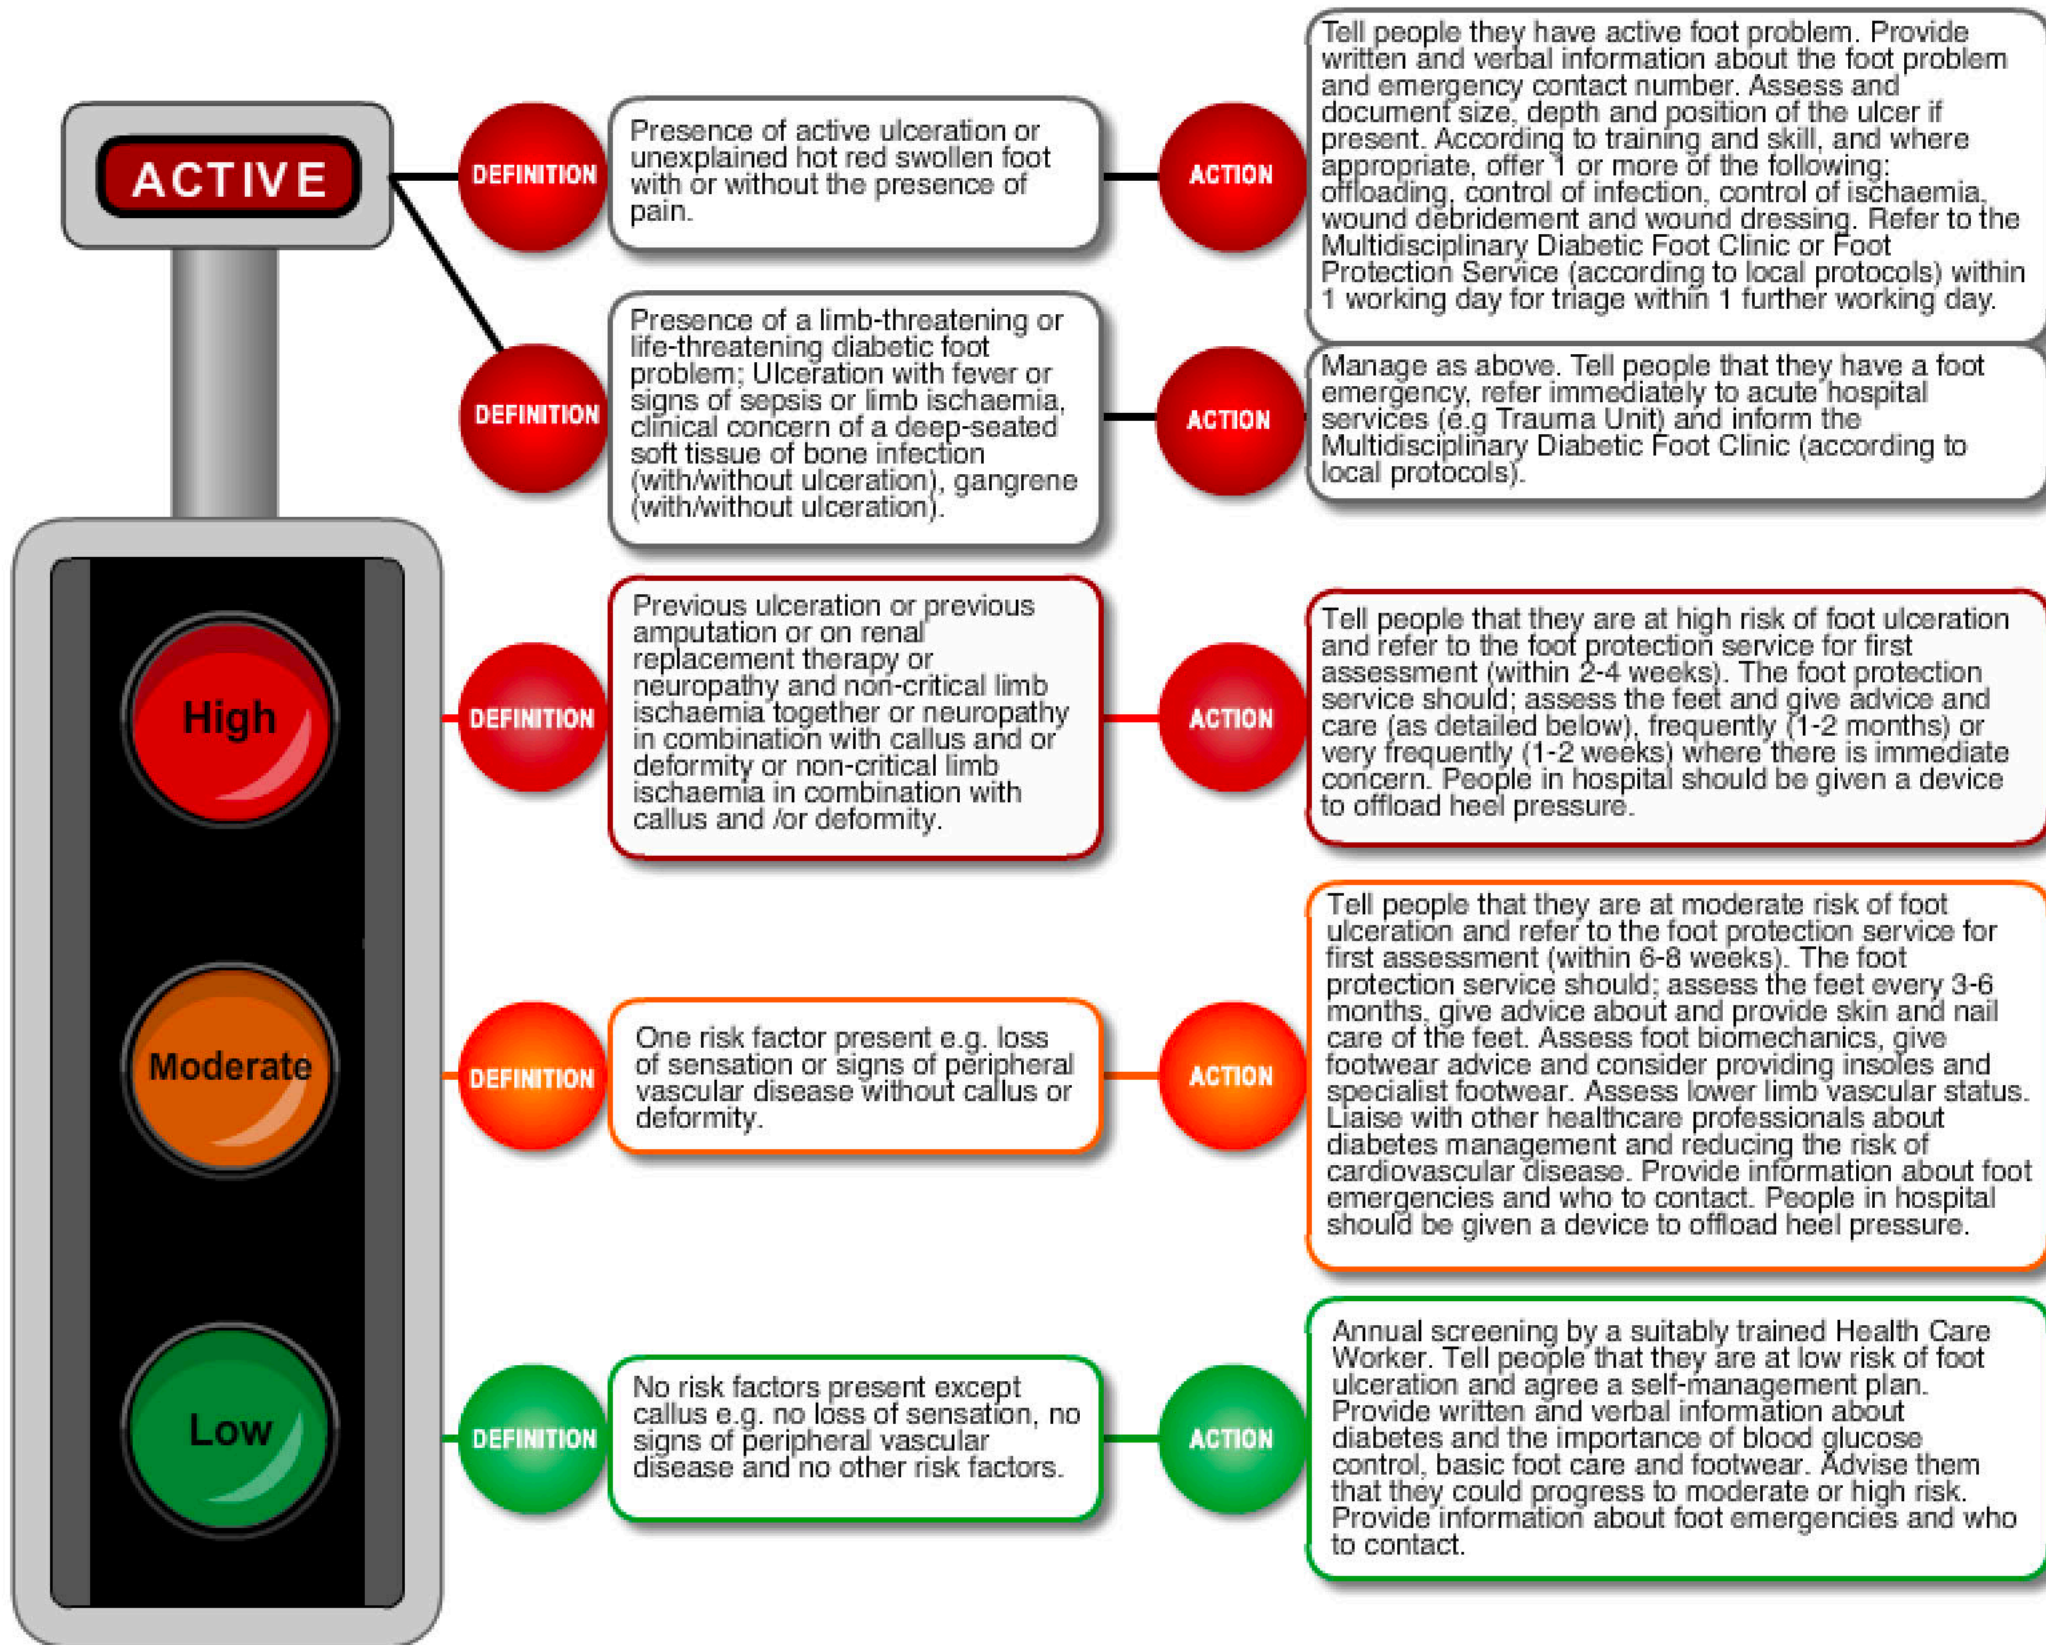 ACTIVE
DEFINITION
Presence of active ulceration or
unexplained hot red swollen foot
with or without the presence of
pain.
ACTION
Tell people they have active foot problem. Provide
written and verbal information about the foot problem
and emergency contact number. Assess and
document size, depth and position of the ulcer if
present. According to training and skill, and where
appropriate, offer 1 or more of the following:
offloading, control of infection, control of ischaemia,
wound debridement and wound dressing. Refer to the
Multidisciplinary Diabetic Foot Clinic or Foot
Protection Service (according to local protocols) within
1 working day for triage within 1 further working day.
DEFINITION
Presence of a limb-threatening or
life-threatening diabetic foot
problem; Ulceration with fever or
signs of sepsis or limb ischaemia,
clinical concern of a deep-seated
soft tissue of bone infection
(with/without ulceration), gangrene
(with/without ulceration).
ACTION
Manage as above. Tell people that they have a foot
emergency, refer immediately to acute hospital
services (e.g Trauma Unit) and inform the
Multidisciplinary Diabetic Foot Clinic (according to
local protocols).
High
DEFINITION
Previous ulceration or previous
amputation or on renal
replacement therapy or
neuropathy and non-critical limb
ischaemia together or neuropathy
in combination with callus and or
deformity or non-critical limb
ischaemia in combination with
callus and /or deformity.
ACTION
Tell people that they are at high risk of foot ulceration
and refer to the foot protection service for first
assessment (within 2-4 weeks). The foot protection
service should; assess the feet and give advice and
care (as detailed below), frequently (1-2 months) or
very frequently (1-2 weeks) where there is immediate
concern. People in hospital should be given a device
to offload heel pressure.
Moderate
DEFINITION
One risk factor present e.g. loss
of sensation or signs of peripheral
vascular disease without callus or
deformity.
ACTION
Tell people that they are at moderate risk of foot
ulceration and refer to the foot protection service for
first assessment (within 6-8 weeks). The foot
protection service should; assess the feet every 3-6
months, give advice about and provide skin and nail
care of the feet. Assess foot biomechanics, give
footwear advice and consider providing insoles and
specialist footwear. Assess lower limb vascular status.
Liaise with other healthcare professionals about
diabetes management and reducing the risk of
cardiovascular disease. Provide information about foot
emergencies and who to contact. People in hospital
should be given a device to offload heel pressure.
Low
DEFINITION
No risk factors present except
callus e.g. no loss of sensation, no
signs of peripheral vascular
disease and no other risk factors.
ACTION
Annual screening by a suitably trained Health Care
Worker. Tell people that they are at low risk of foot
ulceration and agree a self-management plan.
Provide written and verbal information about
diabetes and the importance of blood glucose
control, basic foot care and footwear. Advise them
that they could progress to moderate or high risk.
Provide information about foot emergencies and who
to contact.